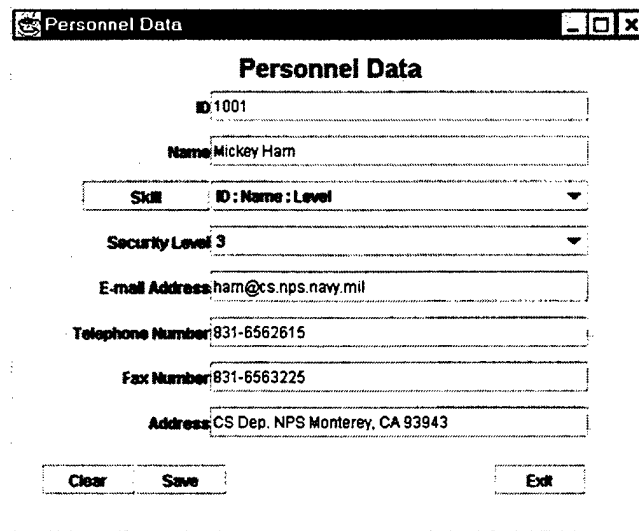 Personnel Data
Personnel Data
ID 1001
Name Mickey Harn
Skill ID : Name : Level
Security Level 3
E-mail Address harn@cs.nps.navy.mil
Telephone Number 831-6562615
Fax Number 831-6563225
Address CS Dep. NPS Monterey, CA 93943
Clear Save Exit